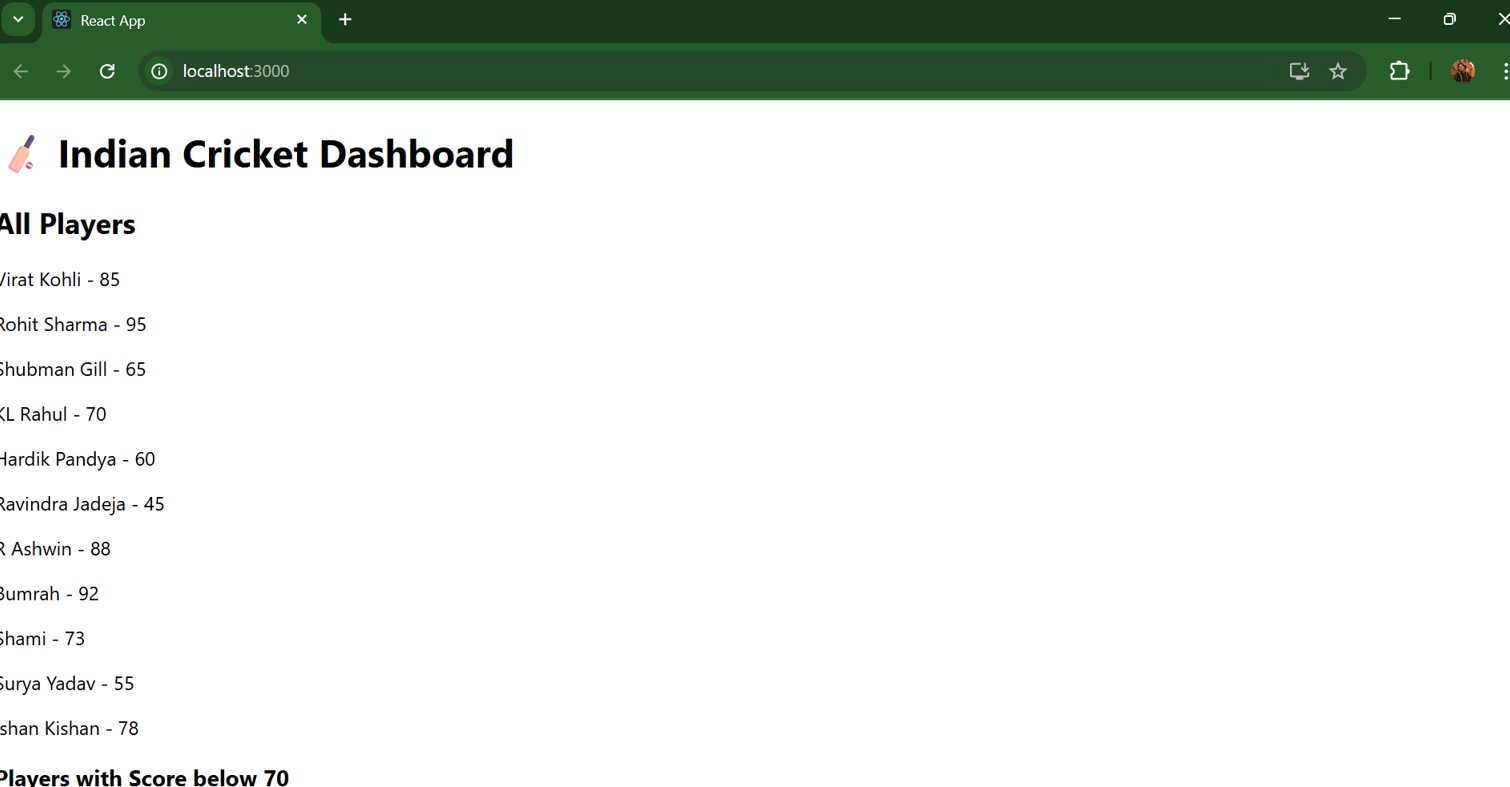 React App
localhost:3000
🏏 Indian Cricket Dashboard
All Players
Virat Kohli - 85
Rohit Sharma - 95
Shubman Gill - 65
KL Rahul - 70
Hardik Pandya - 60
Ravindra Jadeja - 45
R Ashwin - 88
Bumrah - 92
Shami - 73
Surya Yadav - 55
shan Kishan - 78
Players with Score below 70